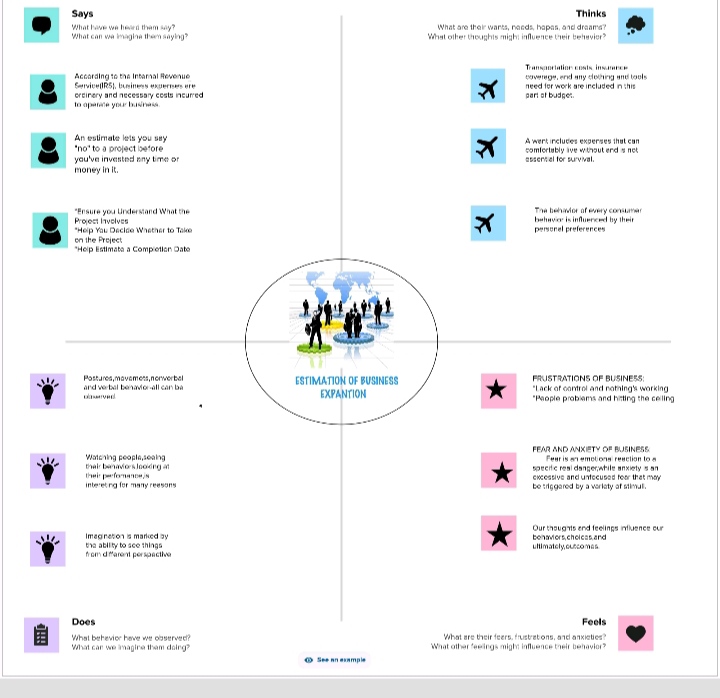 Says
What have we heard them say?
What can we imagine them saying?
According to the Internal Revenue
Service(IRS), business expenses are
ordinary and necessary costs incurred
to operate your business.
An estimate lets you say
"no" to a project before
you've invested any time or
money in it.
*Ensure you Understand What the
Project Involves
*Help You Decide Whether to Take
on the Project
*Help Estimate a Completion Date
Thinks
What are their wants, needs, hopes, and dreams?
What other thoughts might influence their behavior?
Transportation costs, insurance
coverage, and any clothing and tools
need for work are included in this
part of budget.
A want includes expenses that can
comfortably live without and is not
essential for survival.
The behavior of every consumer
behavior is influenced by their
personal preferences
ESTIMATION OF BUSINESS
EXPANTION
Postures,movemets,nonverbal
and verbal behavior-all can be
observed.
Watching people,seeing
their behaviors,looking at
their perfomance,is
intereting for many reasons
Imagination is marked by
the ability to see things
from different perspective
Does
What behavior have we observed?
What can we imagine them doing?
FRUSTRATIONS OF BUSINESS:
*Lack of control and nothing's working
*People problems and hitting the ceiling
FEAR AND ANXIETY OF BUSINESS:
Fear is an emotional reaction to a
specific real danger,while anxiety is an
excessive and unfocused fear that may
be triggered by a variety of stimuli.
Our thoughts and feelings influence our
behaviors,choices,and
ultimately,outcomes.
Feels
What are their fears, frustrations, and anxieties?
What other feelings might influence their behavior?
See an example